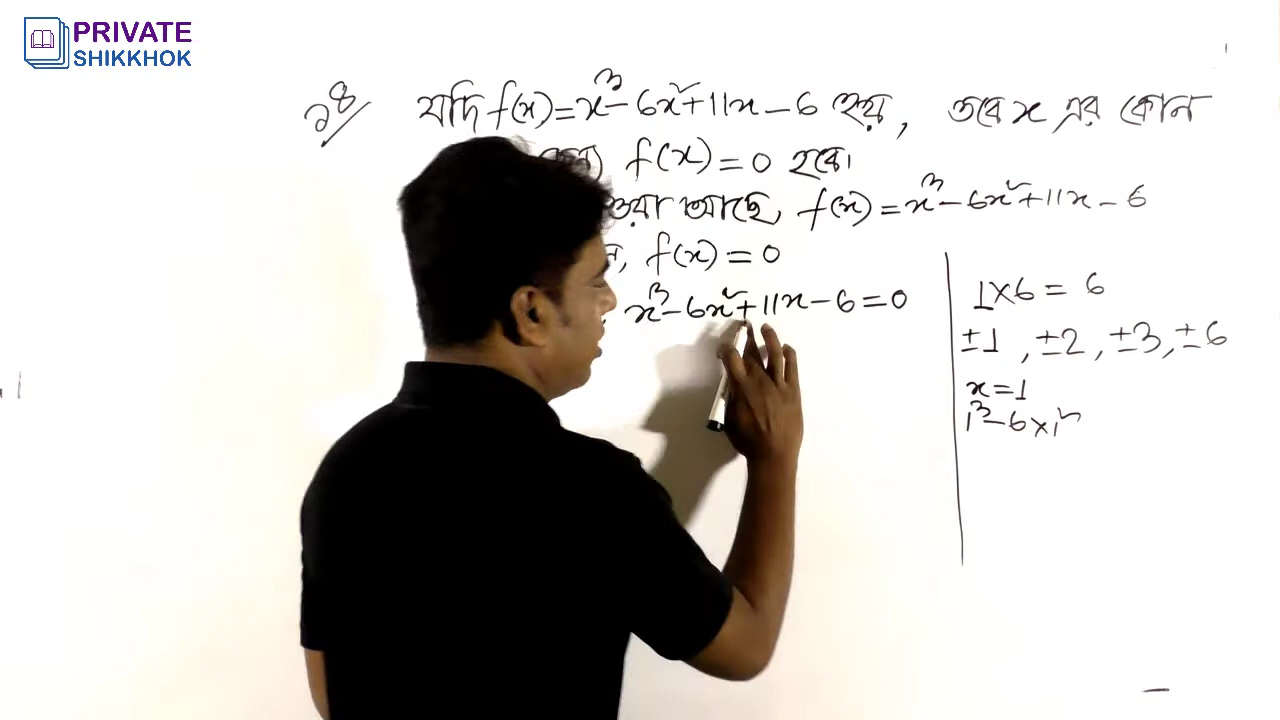 PRIVATE
SHIKKHOK
১৪ যদি f(x)=x³-6x²+11x-6 হয়, তবে x এর কোন
f(x)=0 হবে।
আছে, f(x)=x³-6x²+11x-6
f(x)=0
x³-6x²+11x-6=0
1×6=6
±1, ±2, ±3, ±6
x=1
1³-6×1²